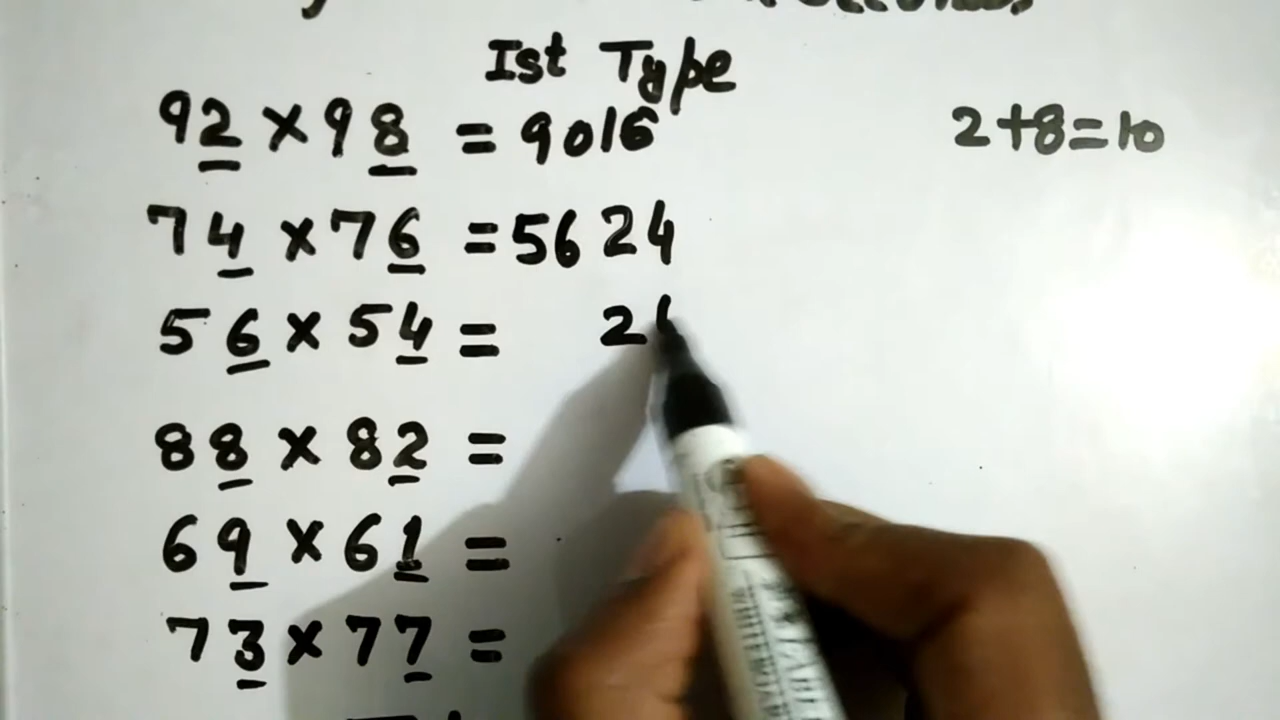 Ist Type
92 × 98 = 9016 2+8=10
74 × 76 = 5624
56 × 54 = 2
88 × 82 =
69 × 61 =
73 × 77 =